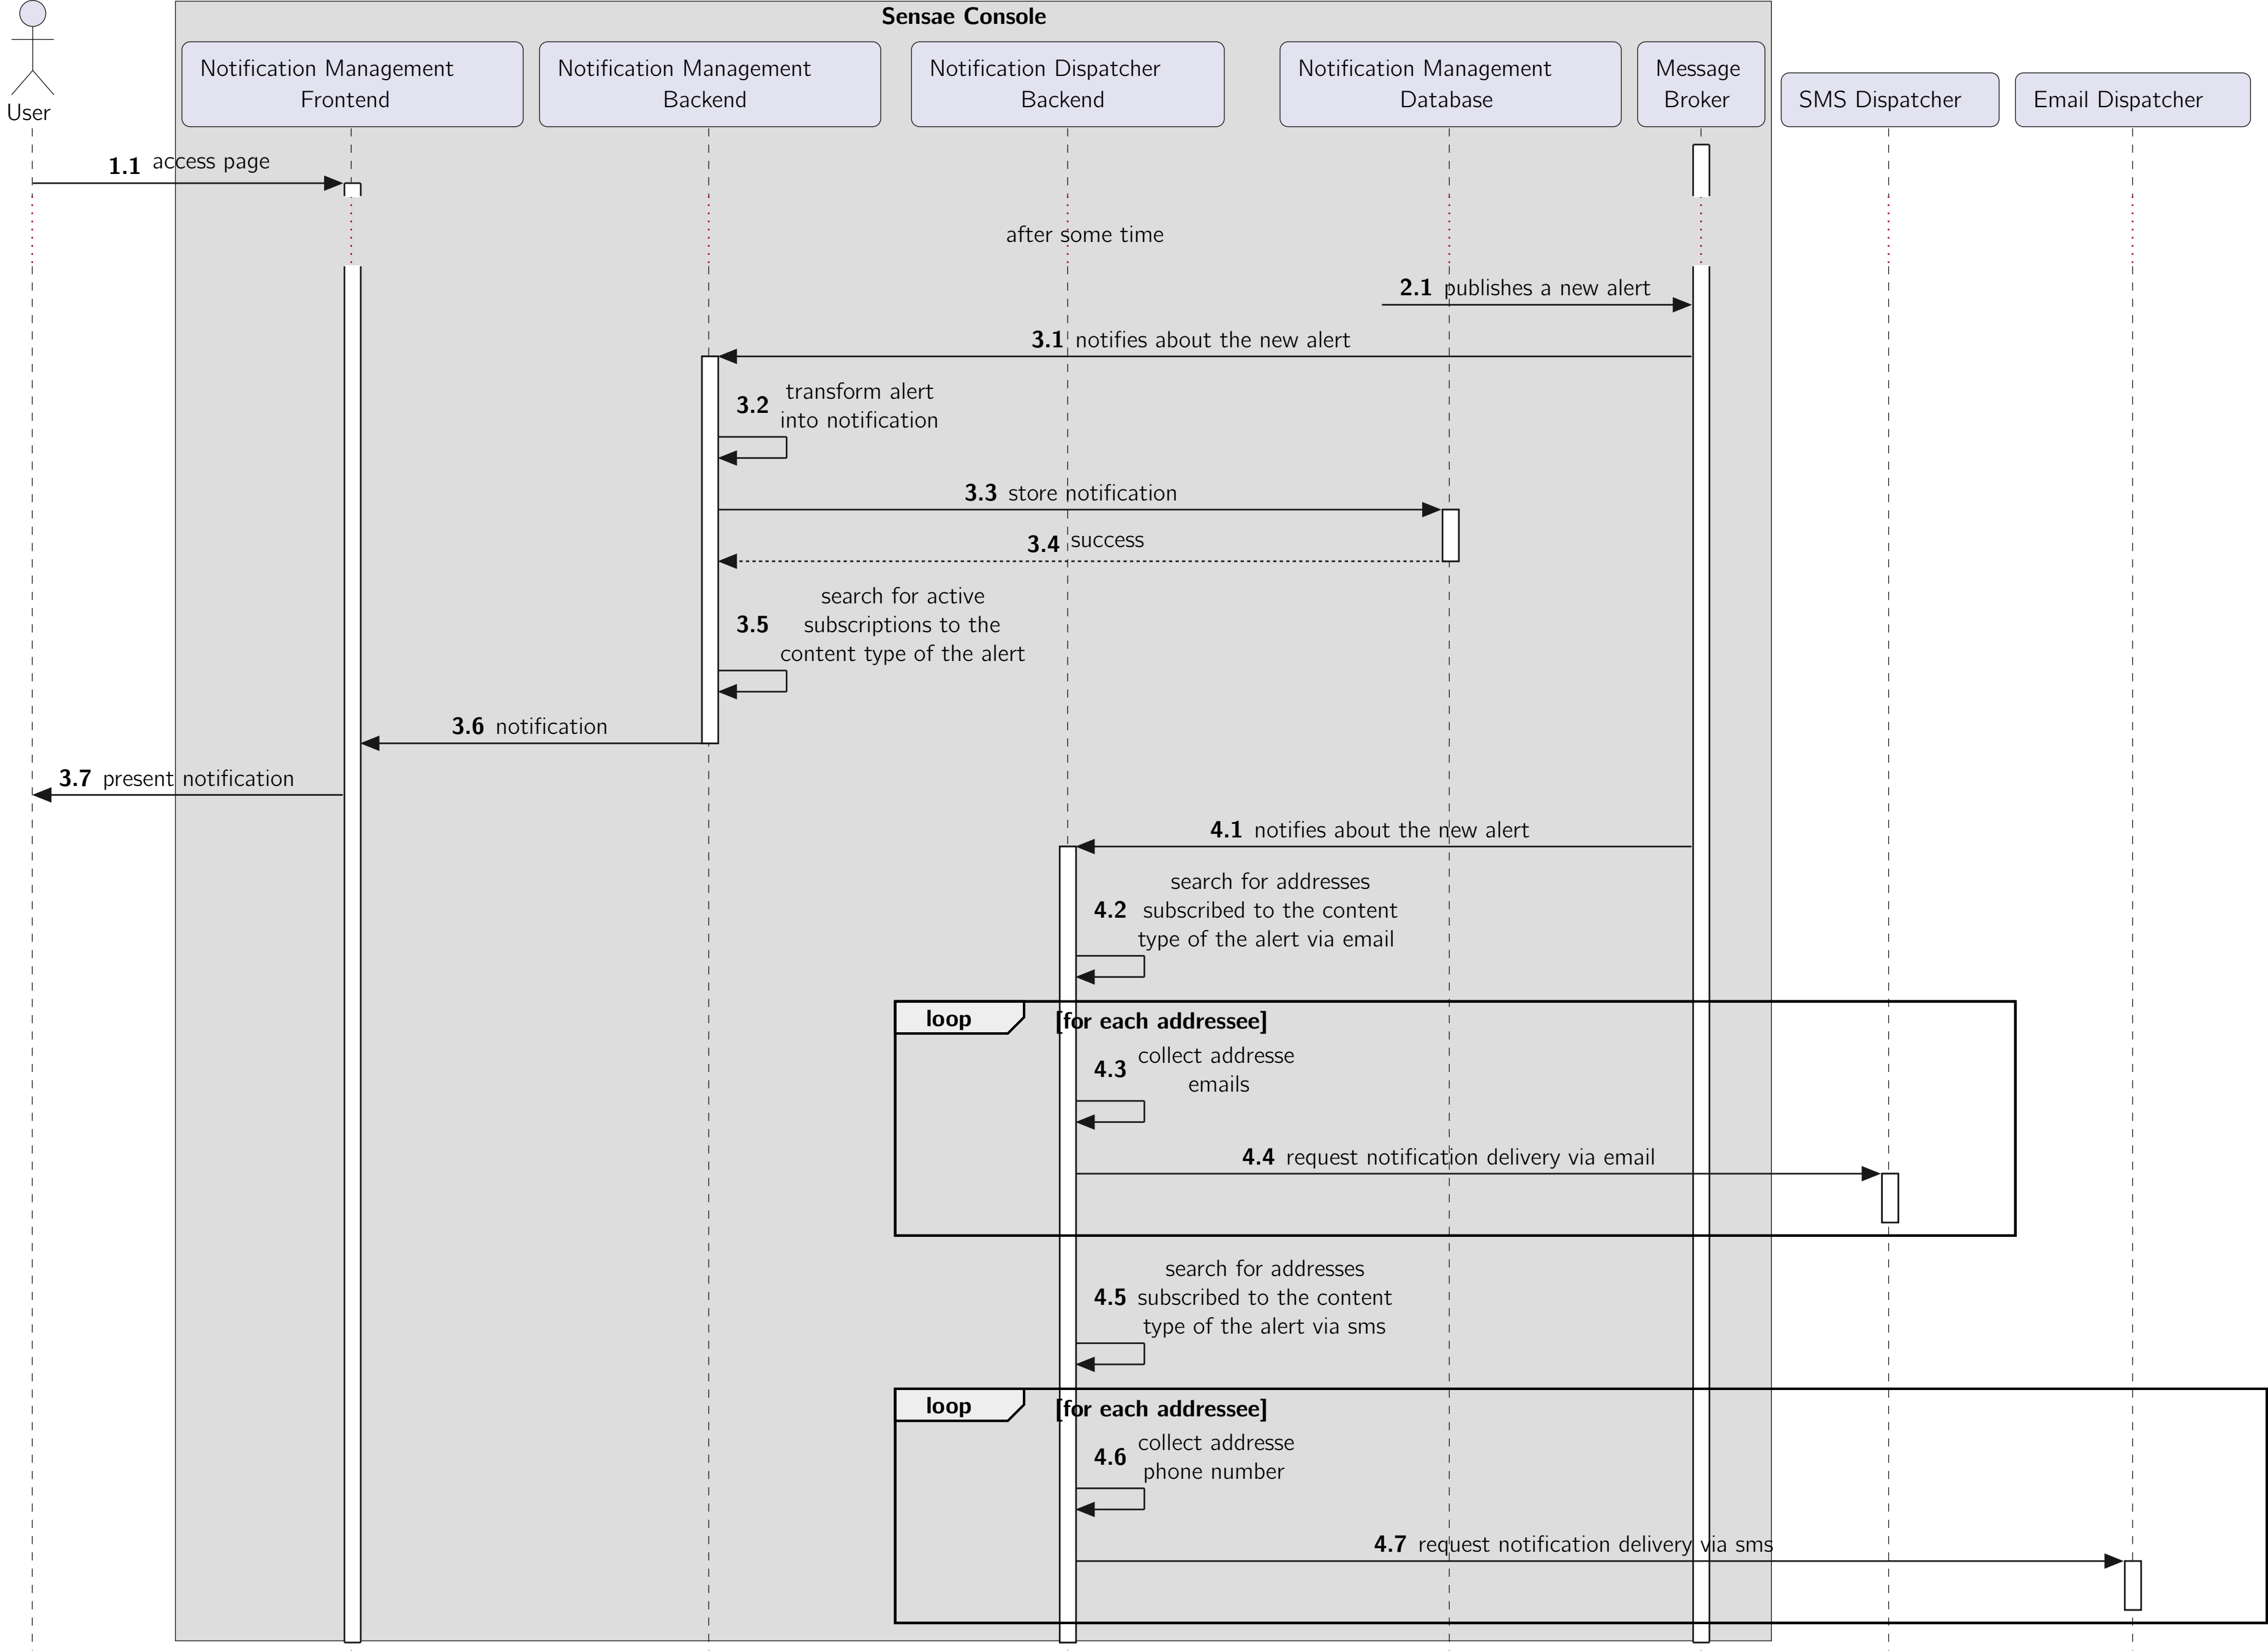 Sensae Console
User
Notification Management
Frontend
Notification Management
Backend
Notification Dispatcher
Backend
Notification Management
Database
Message
Broker
SMS Dispatcher
Email Dispatcher
1.1 access page
after some time
2.1 publishes a new alert
3.1 notifies about the new alert
3.2 transform alert
into notification
3.3 store notification
3.4 success
3.5 search for active
subscriptions to the
content type of the alert
3.6 notification
3.7 present notification
4.1 notifies about the new alert
4.2 search for addresses
subscribed to the content
type of the alert via email
loop [for each addressee]
4.3 collect addresse
emails
4.4 request notification delivery via email
4.5 search for addresses
subscribed to the content
type of the alert via sms
loop [for each addressee]
4.6 collect addresse
phone number
4.7 request notification delivery via sms